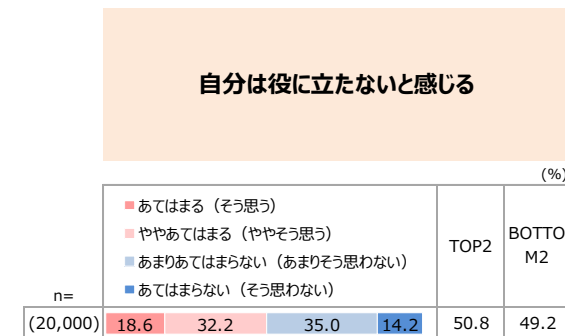 自分は役に立たないと感じる
(%)
■あてはまる（そう思う）
■ややあてはまる（ややそう思う）
■あまりあてはまらない（あまりそう思わない）
■あてはまらない（そう思わない）
TOP2
BOTTO
M2
n=
(20,000) 18.6 32.2 35.0 14.2 50.8 49.2